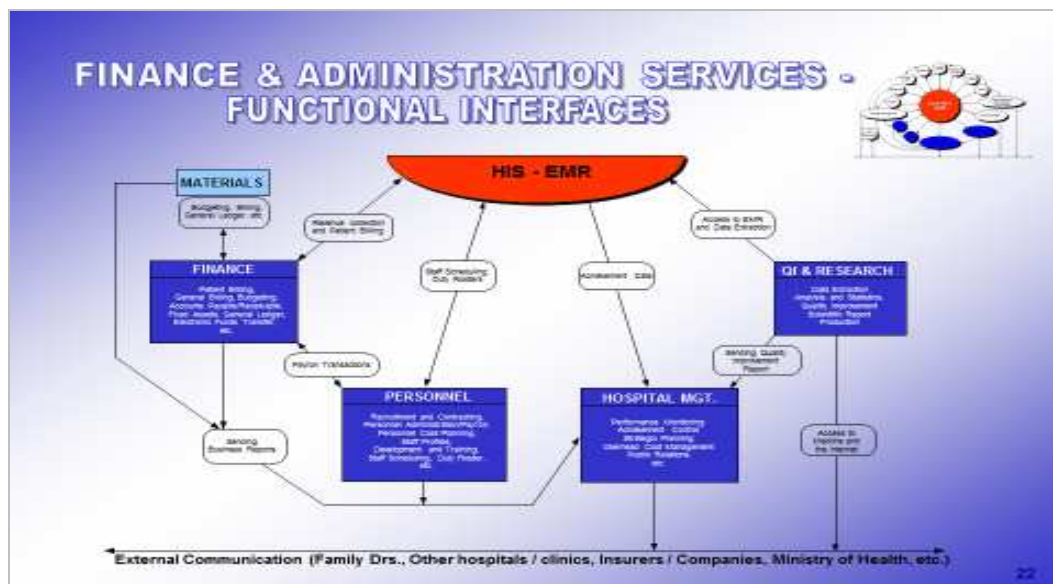 FINANCE & ADMINISTRATION SERVICES -
FUNCTIONAL INTERFACES
HIS - EMR
MATERIALS
Budgeting, Billing,
General Ledger etc
Revenue Collection
and Patient Billing
Access to EMR
and Data Extraction
FINANCE
Patient Billing,
General Billing, Budgeting,
Accounts Payable/Receivable,
Fixed Assets, General Ledger,
Electronic Funds Transfer,
etc.
Staff Scheduling
Duty Rosters
Data
QI & RESEARCH
Data Extraction
Analysis and Statistics,
Quality Improvement
Scientific Report
Production
Payroll Transactions
Sending Quality
Improvement
Report
PERSONNEL
Recruitment and Contracting,
Personnel Administration/Payroll
Personnel Cost Planning,
Staff Profiles,
Development and Training,
Staff Scheduling, Duty
etc
HOSPITAL MGT.
Performance Monitoring
Control
Strategic Planning
Overhead Cost Management
Public Relations
etc
Sending
Business Reports
Access to
Medline and
the Internet
External Communication (Family Drs., Other hospitals / clinics, Insurers / Companies, Ministry of Health, etc.)
22